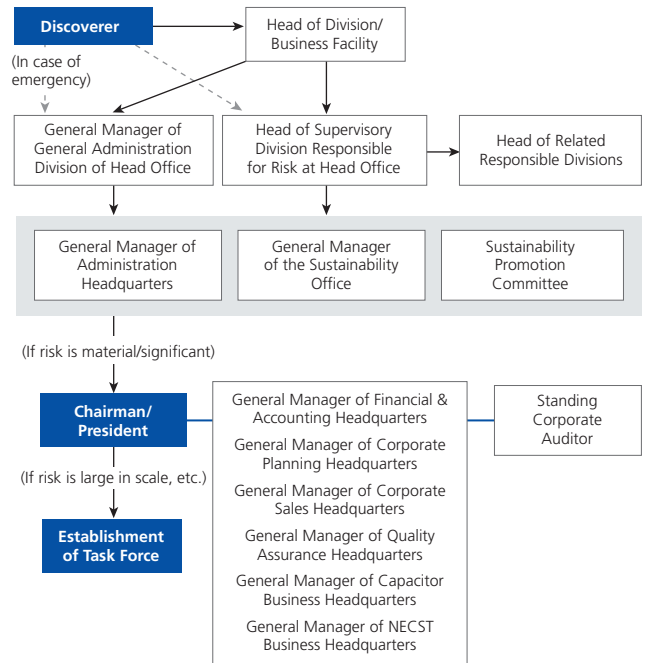 Discoverer
Head of Division/
Business Facility
(In case of
emergency)
General Manager of
General Administration
Division of Head Office
Head of Supervisory
Division Responsible
for Risk at Head Office
Head of Related
Responsible Divisions
General Manager of
Administration
Headquarters
General Manager
of the Sustainability
Office
Sustainability
Promotion
Committee
(If risk is material/significant)
Chairman/
President
General Manager of Financial &
Accounting Headquarters
General Manager of Corporate
Planning Headquarters
General Manager of Corporate
Sales Headquarters
General Manager of Quality
Assurance Headquarters
General Manager of Capacitor
Business Headquarters
General Manager of NECST
Business Headquarters
Standing
Corporate
Auditor
(If risk is large in scale, etc.)
Establishment
of Task Force